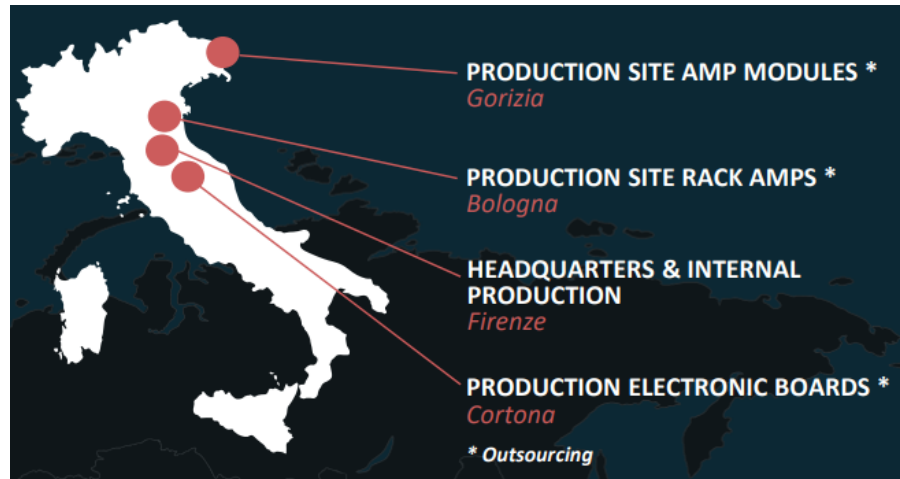 PRODUCTION SITE AMP MODULES *
Gorizia
PRODUCTION SITE RACK AMPS *
Bologna
HEADQUARTERS & INTERNAL
PRODUCTION
Firenze
PRODUCTION ELECTRONIC BOARDS *
Cortona
* Outsourcing